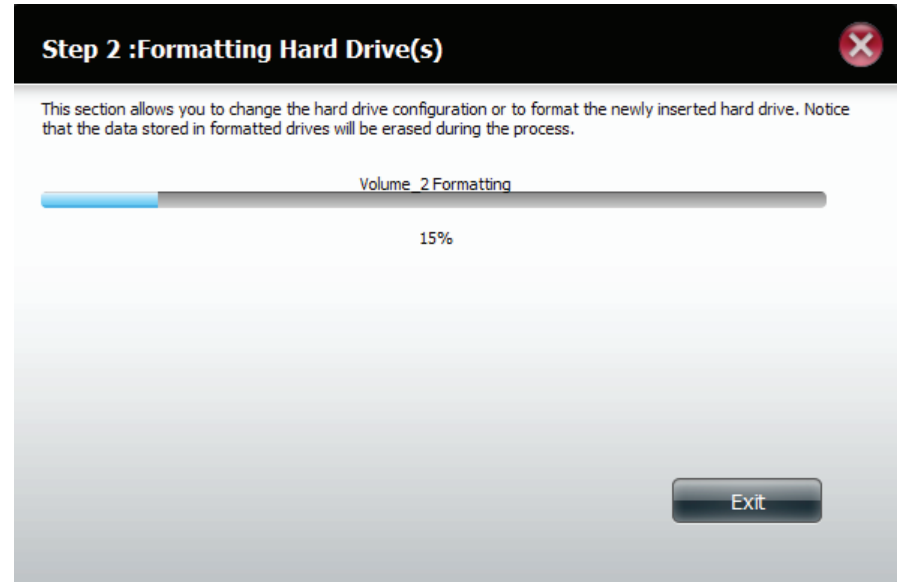 Step 2 :Formatting Hard Drive(s)
This section allows you to change the hard drive configuration or to format the newly inserted hard drive. Notice
that the data stored in formatted drives will be erased during the process.
Volume_2 Formatting
15%
Exit